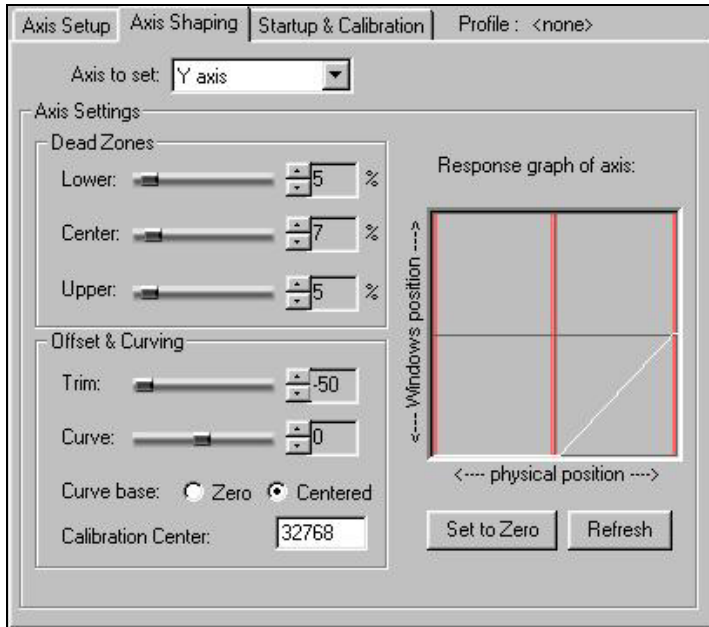 Axis Setup Axis Shaping Startup & Calibration Profile : <none>
Axis to set: Y axis
Axis Settings
Dead Zones
Lower: 5 %
Center: 7 %
Upper: 5 %
Offset & Curving
Trim: -50
Curve: 0
Curve base: Zero Centered
Calibration Center: 32768
Response graph of axis:
<--- Windows position --->
<---- physical position ---->
Set to Zero Refresh